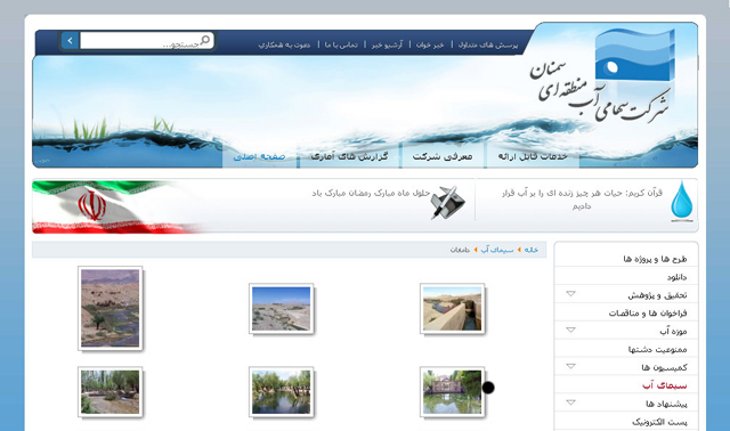 پرسش های متداول | خبر خوان | آرشیو خبر | تماس با ما | دعوت به همکاری
جستجو...
شرکت سهامی آب منطقه ای سمنان
خدمات قابل ارائه
معرفی شرکت
گزارش های آماری
صفحه اصلی
قرآن کریم: حیات هر چیز زنده ای را بر آب قرار
دادیم
حلول ماه مبارک رمضان مبارک باد
خانه
سیمای آب
دامغان
طرح ها و پروژه ها
دانلود
تحقیق و پژوهش
فراخوان ها و مناقصات
موزه آب
ممنوعیت دشتها
کمیسیون ها
سیمای آب
پیشنهاد ها
پست الکترونیک